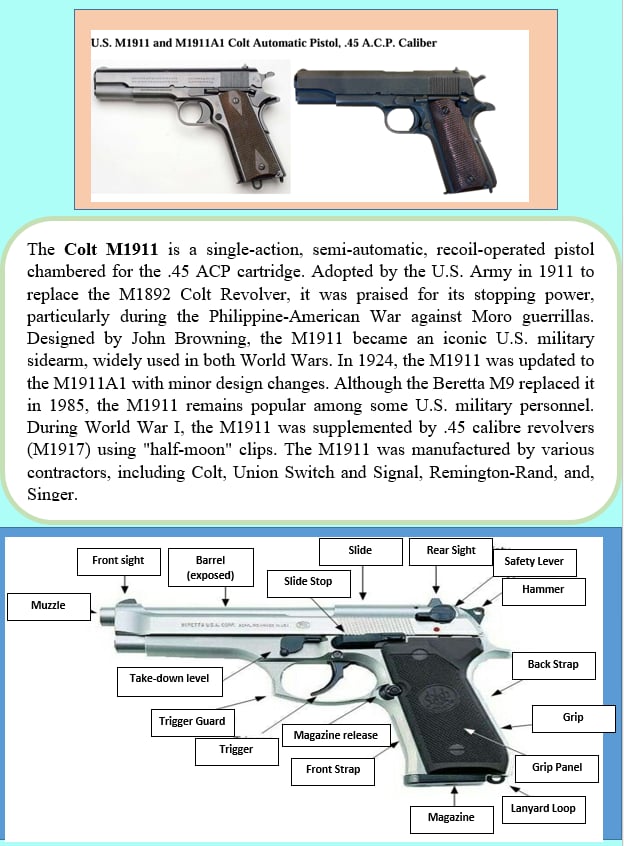 U.S. M1911 and M1911A1 Colt Automatic Pistol, .45 A.C.P. Caliber
The Colt M1911 is a single-action, semi-automatic, recoil-operated pistol
chambered for the .45 ACP cartridge. Adopted by the U.S. Army in 1911 to
replace the M1892 Colt Revolver, it was praised for its stopping power,
particularly during the Philippine-American War against Moro guerrillas.
Designed by John Browning, the M1911 became an iconic U.S. military
sidearm, widely used in both World Wars. In 1924, the M1911 was updated to
the M1911A1 with minor design changes. Although the Beretta M9 replaced it
in 1985, the M1911 remains popular among some U.S. military personnel.
During World War I, the M1911 was supplemented by .45 calibre revolvers
(M1917) using "half-moon" clips. The M1911 was manufactured by various
contractors, including Colt, Union Switch and Signal, Remington-Rand, and,
Singer.
Slide
Rear Sight
Front sight
Barrel
(exposed)
Safety Lever
Slide Stop
Hammer
Muzzle
BERETTA U.S.A. CORP.
Back Strap
Take-down level
Grip
Trigger Guard
Magazine release
Trigger
Front Strap
Grip Panel
Lanyard Loop
Magazine